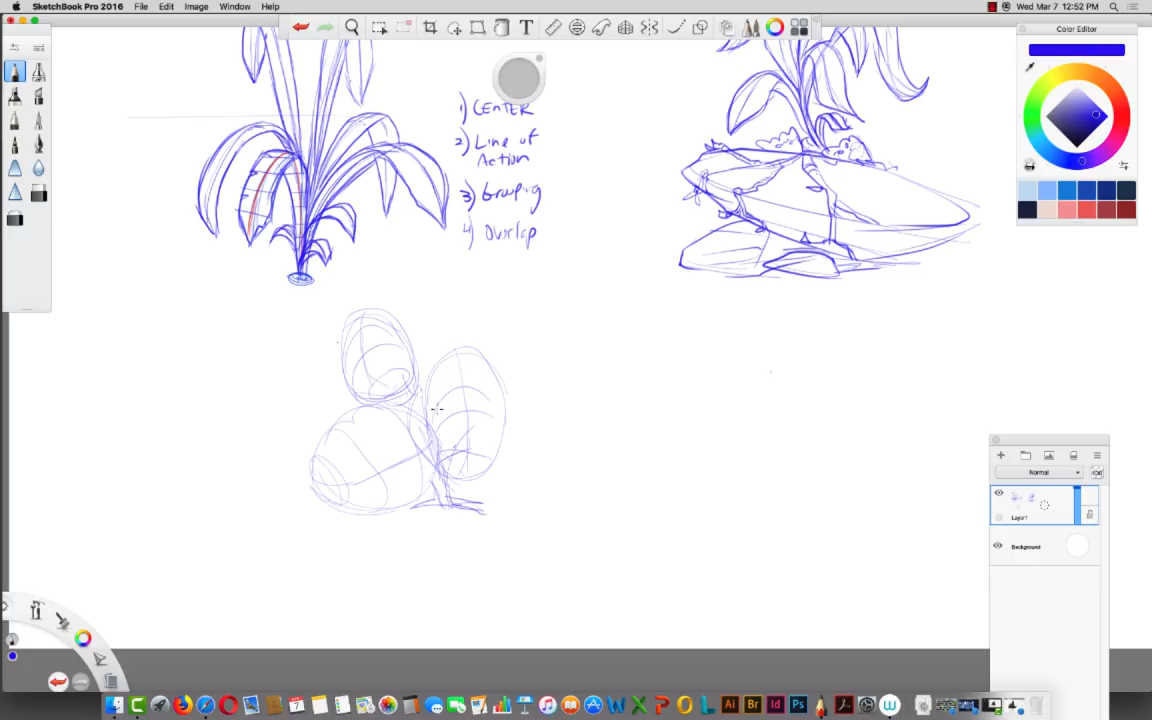 SketchBook Pro 2016 File Edit Image Window Help
Wed Mar 7 12:52 PM
Color Editor
1) CENTER
2) Line of
Action
3) Grouping
4) Overlap
Normal
Layer1
Background